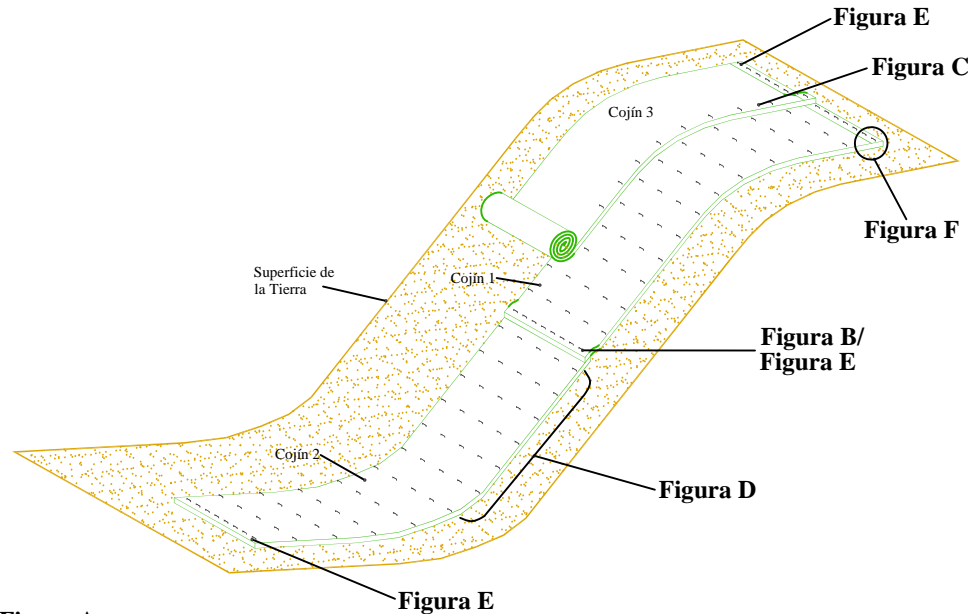 Figura E
Figura C
Cojín 3
Figura F
Superficie de
la Tierra
Cojín 1
Figura B/
Figura E
Cojín 2
Figura D
Figura E